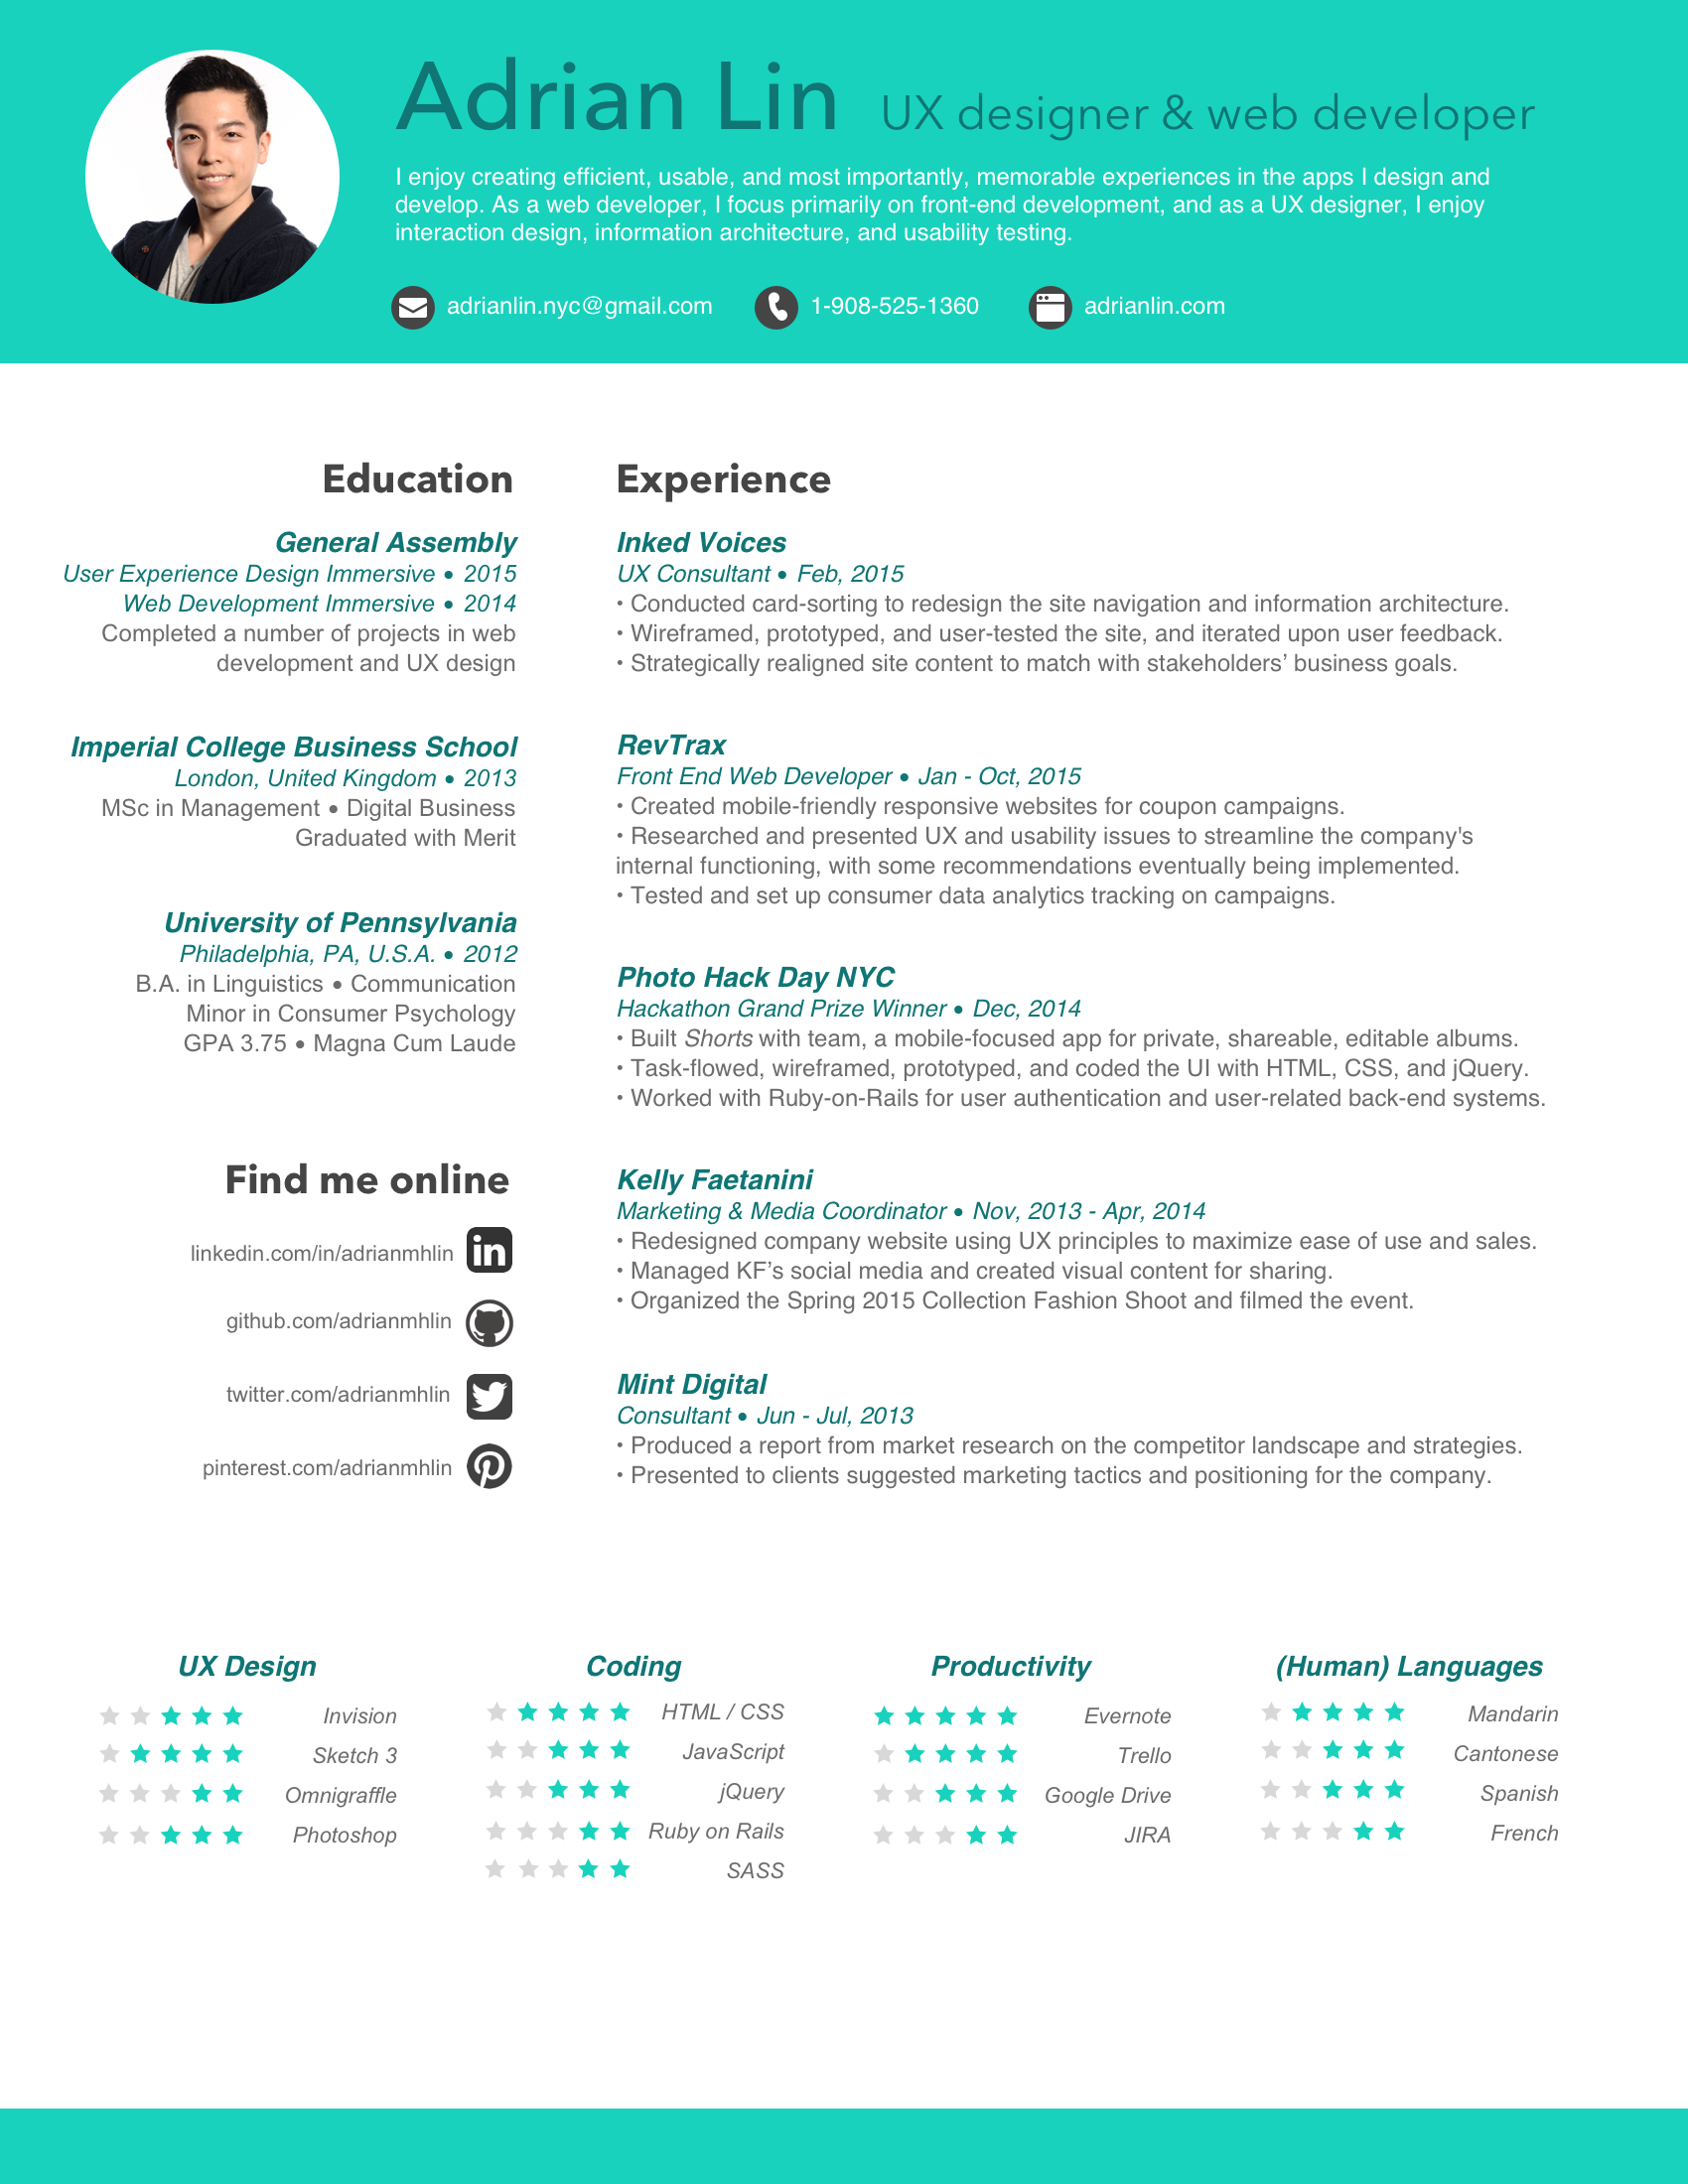 Adrian Lin UX designer & web developer
I enjoy creating efficient, usable, and most importantly, memorable experiences in the apps I design and
develop. As a web developer, I focus primarily on front-end development, and as a UX designer, I enjoy
interaction design, information architecture, and usability testing.
adrianlin.nyc@gmail.com 1-908-525-1360 adrianlin.com
Education
General Assembly
User Experience Design Immersive • 2015
Web Development Immersive • 2014
Completed a number of projects in web
development and UX design
Imperial College Business School
London, United Kingdom • 2013
MSc in Management • Digital Business
Graduated with Merit
University of Pennsylvania
Philadelphia, PA, U.S.A. • 2012
B.A. in Linguistics • Communication
Minor in Consumer Psychology
GPA 3.75 • Magna Cum Laude
Find me online
linkedin.com/in/adrianmhlin in
github.com/adrianmhlin
twitter.com/adrianmhlin
pinterest.com/adrianmhlin
Experience
Inked Voices
UX Consultant • Feb, 2015
• Conducted card-sorting to redesign the site navigation and information architecture.
• Wireframed, prototyped, and user-tested the site, and iterated upon user feedback.
• Strategically realigned site content to match with stakeholders’ business goals.
RevTrax
Front End Web Developer • Jan - Oct, 2015
• Created mobile-friendly responsive websites for coupon campaigns.
• Researched and presented UX and usability issues to streamline the company's
internal functioning, with some recommendations eventually being implemented.
• Tested and set up consumer data analytics tracking on campaigns.
Photo Hack Day NYC
Hackathon Grand Prize Winner • Dec, 2014
• Built Shorts with team, a mobile-focused app for private, shareable, editable albums.
• Task-flowed, wireframed, prototyped, and coded the UI with HTML, CSS, and jQuery.
• Worked with Ruby-on-Rails for user authentication and user-related back-end systems.
Kelly Faetanini
Marketing & Media Coordinator • Nov, 2013 - Apr, 2014
• Redesigned company website using UX principles to maximize ease of use and sales.
• Managed KF’s social media and created visual content for sharing.
• Organized the Spring 2015 Collection Fashion Shoot and filmed the event.
Mint Digital
Consultant • Jun - Jul, 2013
• Produced a report from market research on the competitor landscape and strategies.
• Presented to clients suggested marketing tactics and positioning for the company.
UX Design
Invision
Sketch 3
Omnigraffle
Photoshop
Coding
HTML / CSS
JavaScript
jQuery
Ruby on Rails
SASS
Productivity
Evernote
Trello
Google Drive
JIRA
(Human) Languages
Mandarin
Cantonese
Spanish
French